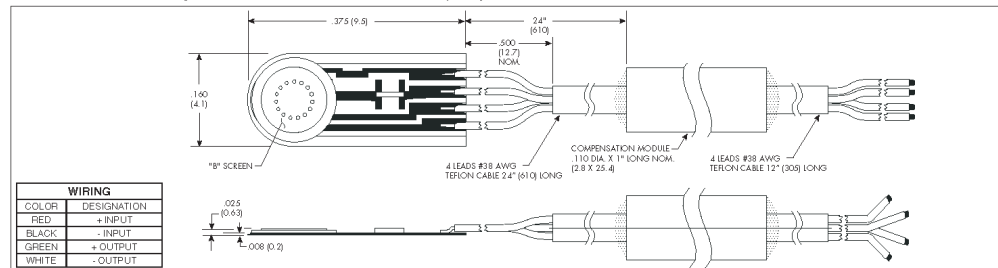 .375 (9.5)
24"
(610)
.500
(12.7)
NOM.
.160
(4.1)
"B" SCREEN
4 LEADS #38 AWG
TEFLON CABLE 24" (610) LONG
COMPENSATION MODULE
.110 DIA. X 1" LONG NOM.
(2.8 X 25.4)
4 LEADS #38 AWG
TEFLON CABLE 12" (305) LONG
WIRING
COLOR DESIGNATION
RED + INPUT
BLACK - INPUT
GREEN + OUTPUT
WHITE - OUTPUT
.025
(0.63)
.008 (0.2)